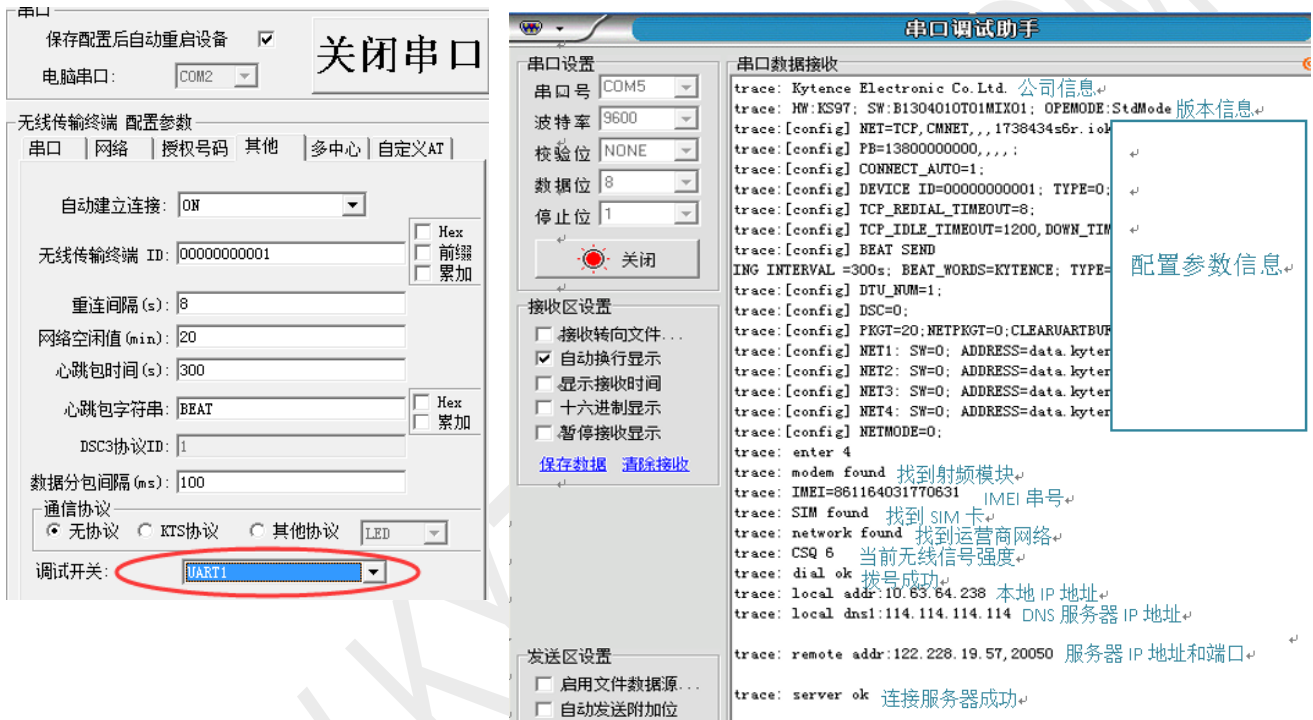 串口
保存配置后自动重启设备
关闭串口
电脑串口: COM2
无线传输终端 配置参数
串口 网络 授权号码 其他 多中心 自定义AT
自动建立连接: ON
Hex
无线传输终端 ID: 00000000001
前缀
累加
重连间隔(s): 8
网络空闲值(min): 20
心跳包时间(s): 300
心跳包字符串: BEAT
Hex
累加
DSC3协议ID: 1
数据分包间隔(ms): 100
通信协议
无协议 KTS协议 其他协议 LED
调试开关: UART1
串口调试助手
串口设置
串口号 COM5
波特率 9600
校验位 NONE
数据位 8
停止位 1
关闭
接收区设置
接收转向文件...
自动换行显示
显示接收时间
十六进制显示
暂停接收显示
保存数据 清除接收
发送区设置
启用文件数据源...
自动发送附加位
串口数据接收
trace: Kytence Electronic Co.Ltd. 公司信息
trace: HW:KS97; SW:B1304010T01MIX01; OPEMODE:StdMode 版本信息
trace:[config] NET=TCP,CMNET,,,1738434s6r.iok
trace:[config] PB=13800000000,,,,;
trace:[config] CONNECT_AUTO=1;
trace:[config] DEVICE ID=00000000001; TYPE=0;
trace:[config] TCP_REDIAL_TIMEOUT=8;
trace:[config] TCP_IDLE_TIMEOUT=1200,DOWN_TIM
trace:[config] BEAT SEND
ING INTERVAL =300s; BEAT_WORDS=KYTENCE; TYPE=
配置参数信息
trace:[config] DTU_NUM=1;
trace:[config] DSC=0;
trace:[config] PKGT=20;NETPKGT=0;CLEARUARTBUF
trace:[config] NET1: SW=0; ADDRESS=data.kyter
trace:[config] NET2: SW=0; ADDRESS=data.kyter
trace:[config] NET3: SW=0; ADDRESS=data.kyter
trace:[config] NET4: SW=0; ADDRESS=data.kyter
trace:[config] NETMODE=0;
trace: enter 4
trace: modem found 找到射频模块
trace: IMEI=861164031770631 IMEI 串号
trace: SIM found 找到 SIM 卡
trace: network found 找到运营商网络
trace: CSQ 6 当前无线信号强度
trace: dial ok 拨号成功
trace: local addr:10.63.64.238 本地 IP 地址
trace: local dns1:114.114.114.114 DNS 服务器 IP 地址
trace: remote addr:122.228.19.57,20050 服务器 IP 地址和端口
trace: server ok 连接服务器成功